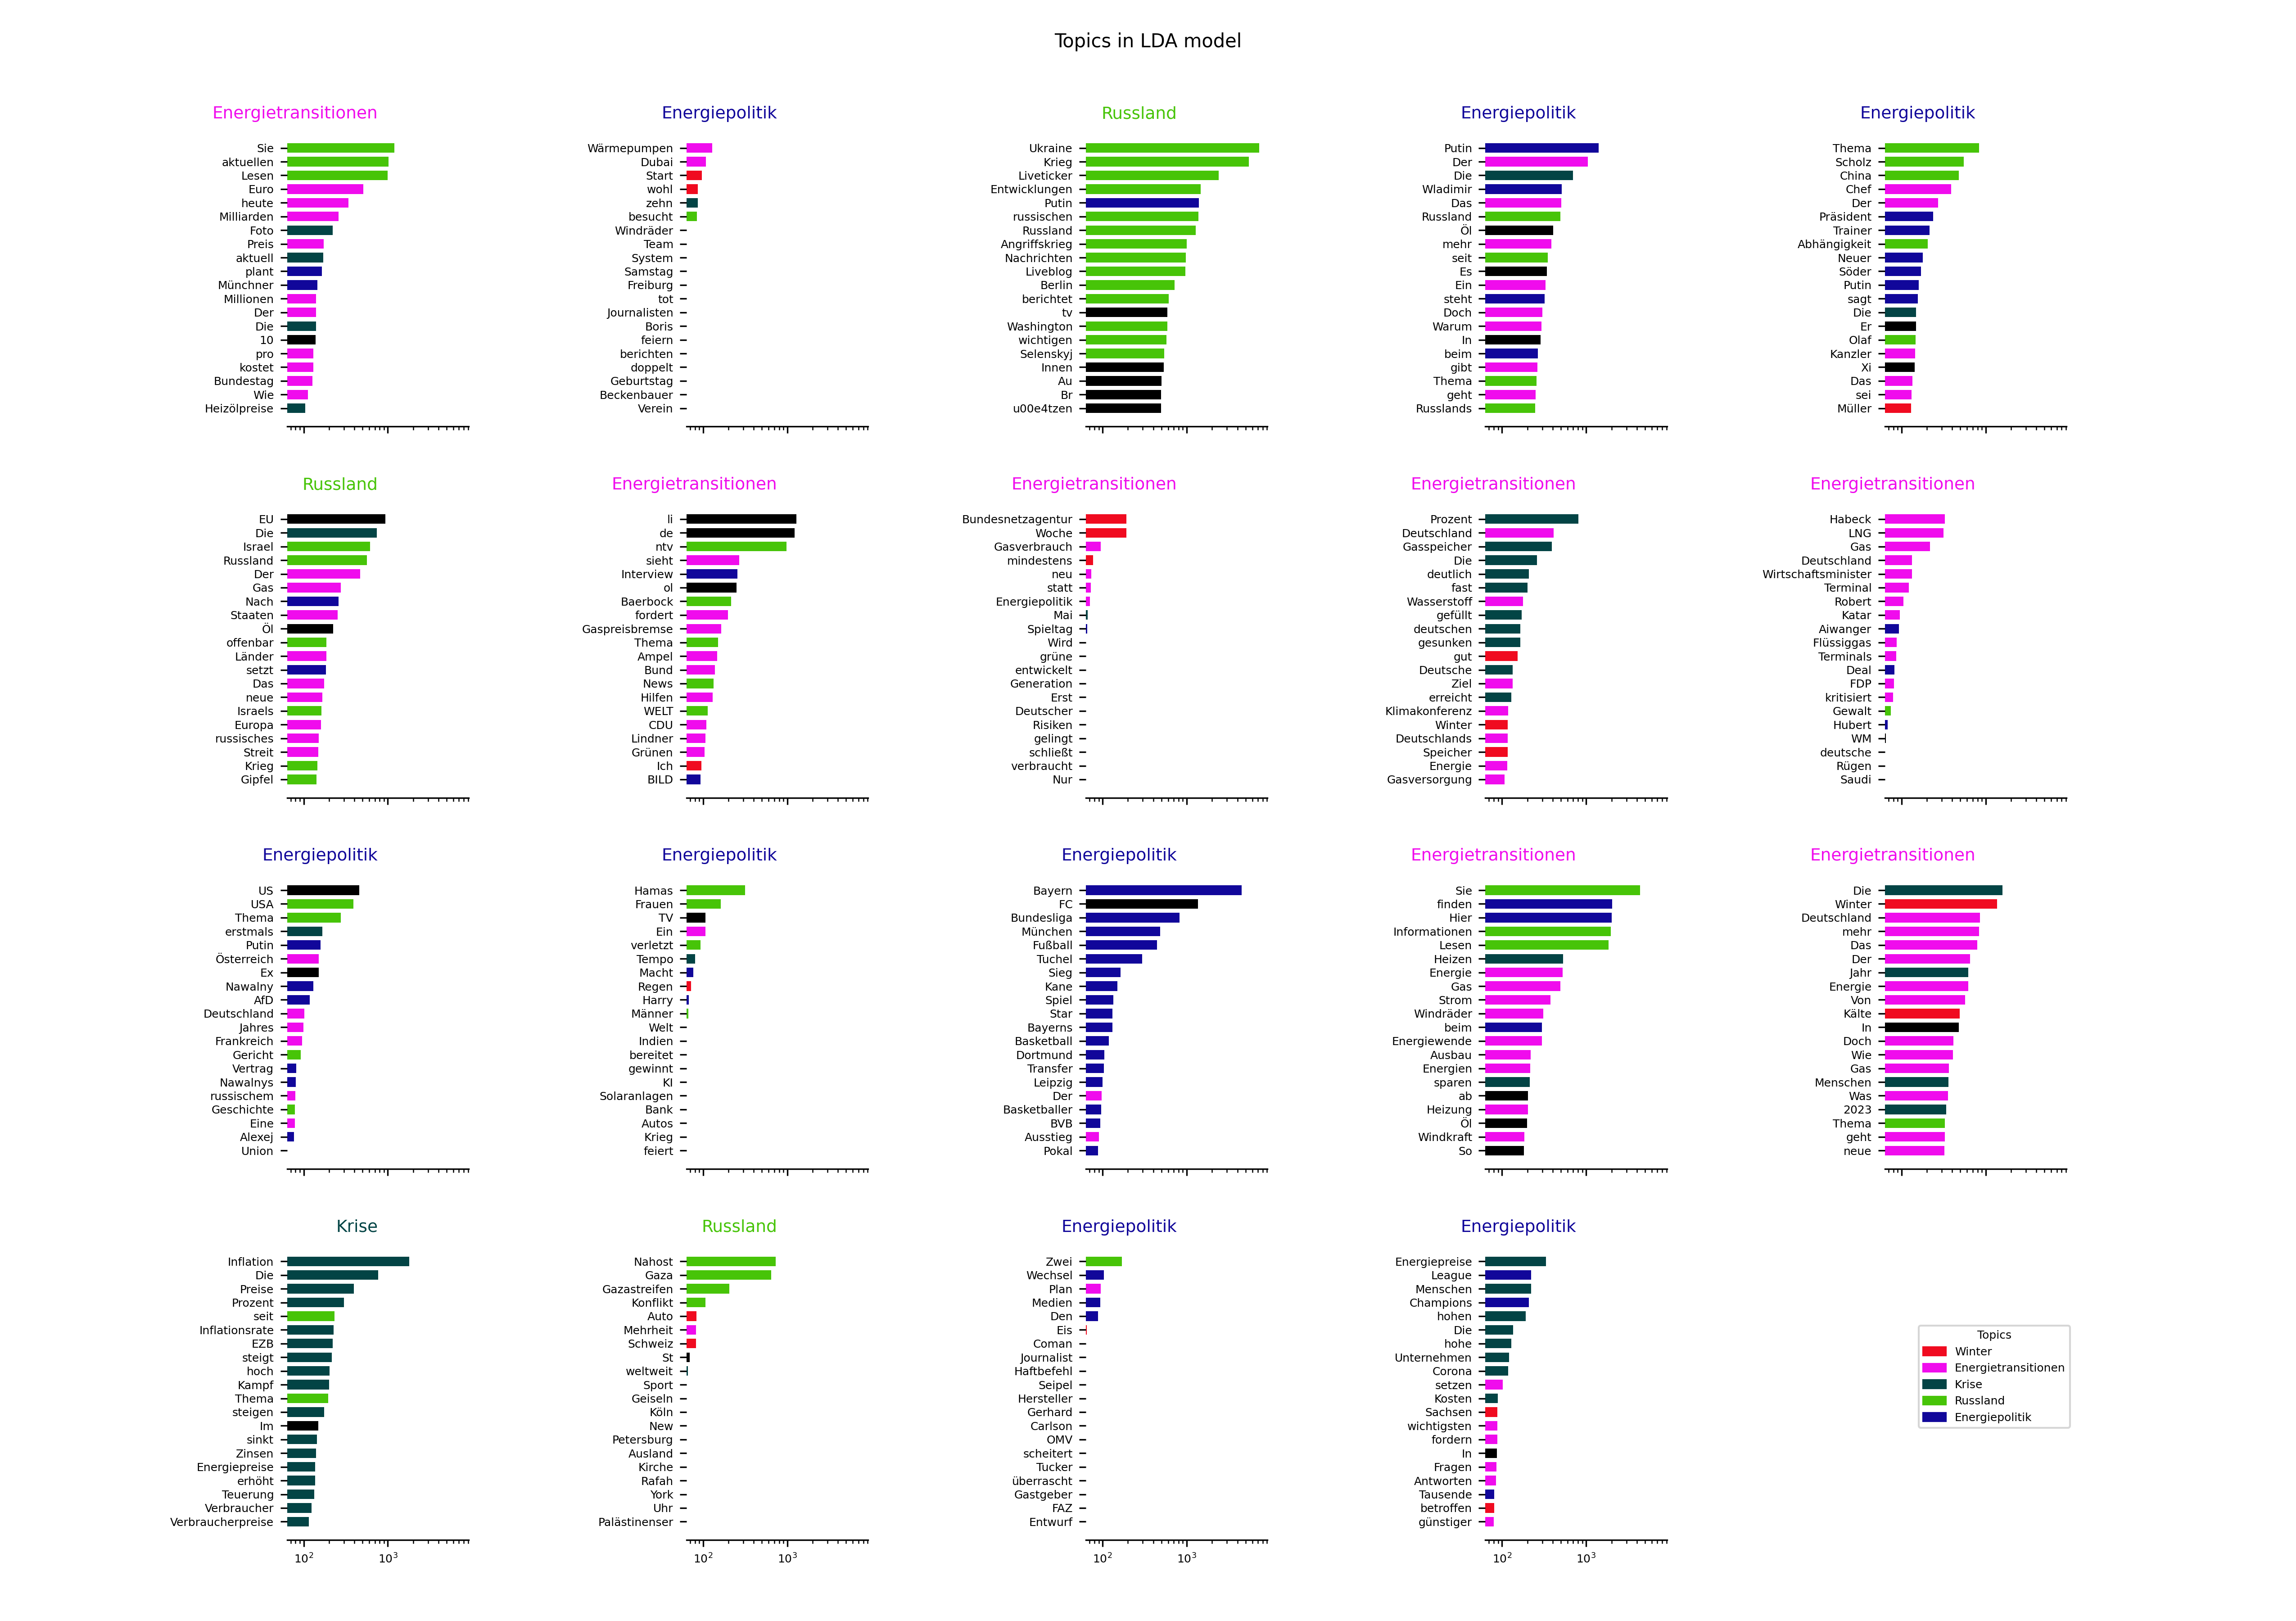 Topics in LDA model
Energietransitionen
Sie
aktuellen
Lesen
Euro
heute
Milliarden
Foto
Preis
aktuell
plant
Münchner
Millionen
Der
Die
10
pro
kostet
Bundestag
Wie
Heizölpreise
Energiepolitik
Wärmepumpen
Dubai
Start
wohl
zehn
besucht
Windräder
Team
System
Samstag
Freiburg
tot
Journalisten
Boris
feiern
berichten
doppelt
Geburtstag
Beckenbauer
Verein
Russland
Ukraine
Krieg
Liveticker
Entwicklungen
Putin
russischen
Russland
Angriffskrieg
Nachrichten
Liveblog
Berlin
berichtet
tv
Washington
wichtigen
Selenskyj
Innen
Au
Br
u00e4tzen
Energiepolitik
Putin
Der
Die
Wladimir
Das
Russland
Öl
mehr
seit
Es
Ein
steht
Doch
Warum
In
beim
gibt
Thema
geht
Russlands
Energiepolitik
Thema
Scholz
China
Chef
Der
Präsident
Trainer
Abhängigkeit
Neuer
Söder
Putin
sagt
Die
Er
Olaf
Kanzler
Xi
Das
sei
Müller
Russland
EU
Die
Israel
Russland
Der
Gas
Nach
Staaten
Öl
offenbar
Länder
setzt
Das
neue
Israels
Europa
russisches
Streit
Krieg
Gipfel
Energietransitionen
li
de
ntv
sieht
Interview
ol
Baerbock
fordert
Gaspreisbremse
Thema
Ampel
Bund
News
Hilfen
WELT
CDU
Lindner
Grünen
Ich
BILD
Energietransitionen
Bundesnetzagentur
Woche
Gasverbrauch
mindestens
neu
statt
Energiepolitik
Mai
Spieltag
Wird
grüne
entwickelt
Generation
Erst
Deutscher
Risiken
gelingt
schließt
verbraucht
Nur
Energietransitionen
Prozent
Deutschland
Gasspeicher
Die
deutlich
fast
Wasserstoff
gefüllt
deutschen
gesunken
gut
Deutsche
Ziel
erreicht
Klimakonferenz
Winter
Deutschlands
Speicher
Energie
Gasversorgung
Energietransitionen
Habeck
LNG
Gas
Deutschland
Wirtschaftsminister
Terminal
Robert
Katar
Aiwanger
Flüssiggas
Terminals
Deal
FDP
kritisiert
Gewalt
Hubert
WM
deutsche
Rügen
Saudi
Energiepolitik
US
USA
Thema
erstmals
Putin
Österreich
Ex
Nawalny
AfD
Deutschland
Jahres
Frankreich
Gericht
Vertrag
Nawalnys
russischem
Geschichte
Eine
Alexej
Union
Energiepolitik
Hamas
Frauen
TV
Ein
verletzt
Tempo
Macht
Regen
Harry
Männer
Welt
Indien
bereitet
gewinnt
KI
Solaranlagen
Bank
Autos
Krieg
feiert
Energiepolitik
Bayern
FC
Bundesliga
München
Fußball
Tuchel
Sieg
Kane
Spiel
Star
Bayerns
Basketball
Dortmund
Transfer
Leipzig
Der
Basketballer
BVB
Ausstieg
Pokal
Energietransitionen
Sie
finden
Hier
Informationen
Lesen
Heizen
Energie
Gas
Strom
Windräder
beim
Energiewende
Ausbau
Energien
sparen
ab
Heizung
Öl
Windkraft
So
Energietransitionen
Die
Winter
Deutschland
mehr
Das
Der
Jahr
Energie
Von
Kälte
In
Doch
Wie
Gas
Menschen
Was
2023
Thema
geht
neue
Krise
Inflation
Die
Preise
Prozent
seit
Inflationsrate
EZB
steigt
hoch
Kampf
Thema
steigen
Im
sinkt
Zinsen
Energiepreise
erhöht
Teuerung
Verbraucher
Verbraucherpreise
10² 10³
Russland
Nahost
Gaza
Gazastreifen
Konflikt
Auto
Mehrheit
Schweiz
St
weltweit
Sport
Geiseln
Köln
New
Petersburg
Ausland
Kirche
Rafah
York
Uhr
Palästinenser
10² 10³
Energiepolitik
Zwei
Wechsel
Plan
Medien
Den
Eis
Coman
Journalist
Haftbefehl
Seipel
Hersteller
Gerhard
Carlson
OMV
scheitert
Tucker
überrascht
Gastgeber
FAZ
Entwurf
10² 10³
Energiepolitik
Energiepreise
League
Menschen
Champions
hohen
Die
hohe
Unternehmen
Corona
setzen
Kosten
Sachsen
wichtigsten
fordern
In
Fragen
Antworten
Tausende
betroffen
günstiger
10² 10³
Topics
Winter
Energietransitionen
Krise
Russland
Energiepolitik